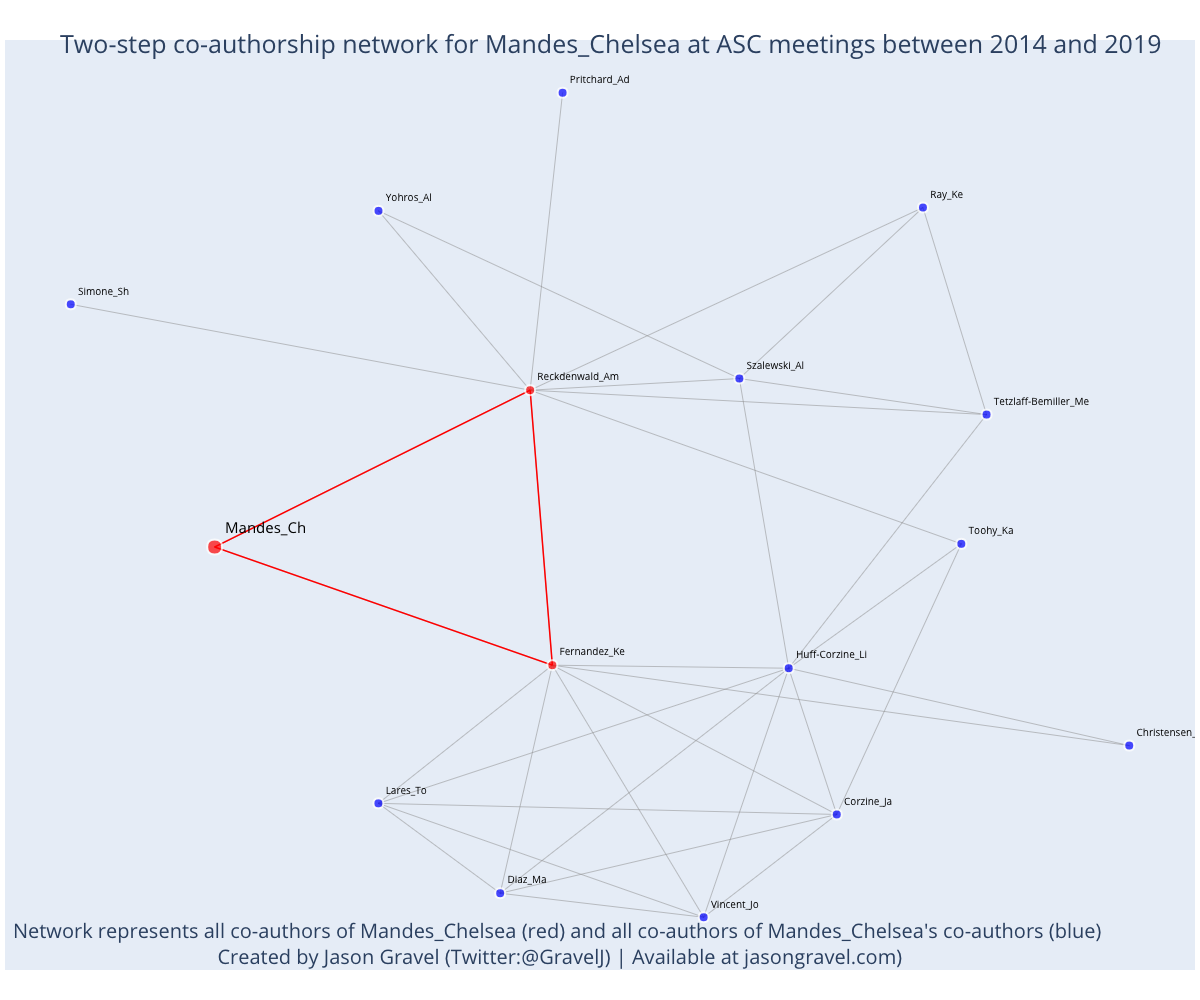 Two-step co-authorship network for Mandes_Chelsea at ASC meetings between 2014 and 2019
Pritchard_Ad
Yohros_Al
Ray_Ke
Simone_Sh
Szalewski_Al
Reckdenwald_Am
Tetzlaff-Bemiller_Me
Mandes_Ch
Toohy_Ka
Fernandez_Ke
Huff-Corzine_Li
Christensen_
Lares_To
Corzine_Ja
Diaz_Ma
Vincent_Jo
Network represents all co-authors of Mandes_Chelsea (red) and all co-authors of Mandes_Chelsea's co-authors (blue)
Created by Jason Gravel (Twitter:@GravelJ) | Available at jasongravel.com)